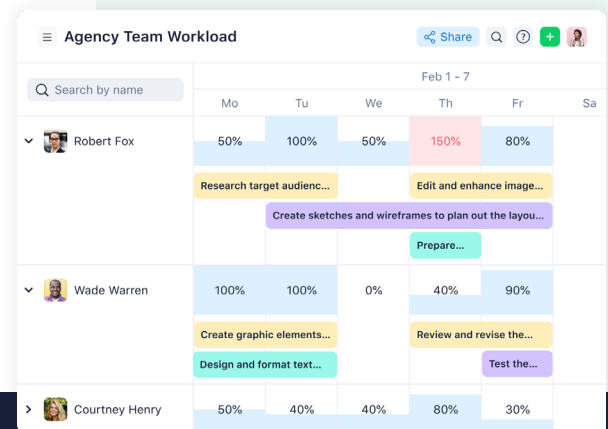 Agency Team Workload
Share
?
+
Search by name
Feb 1 - 7
Mo Tu We Th Fr Sa
Robert Fox 50% 100% 50% 150% 80%
Research target audienc... Edit and enhance image...
Create sketches and wireframes to plan out the layou...
Prepare...
Wade Warren 100% 100% 0% 40% 90%
Create graphic elements... Review and revise the...
Design and format text... Test the...
Courtney Henry 50% 40% 40% 80% 30%